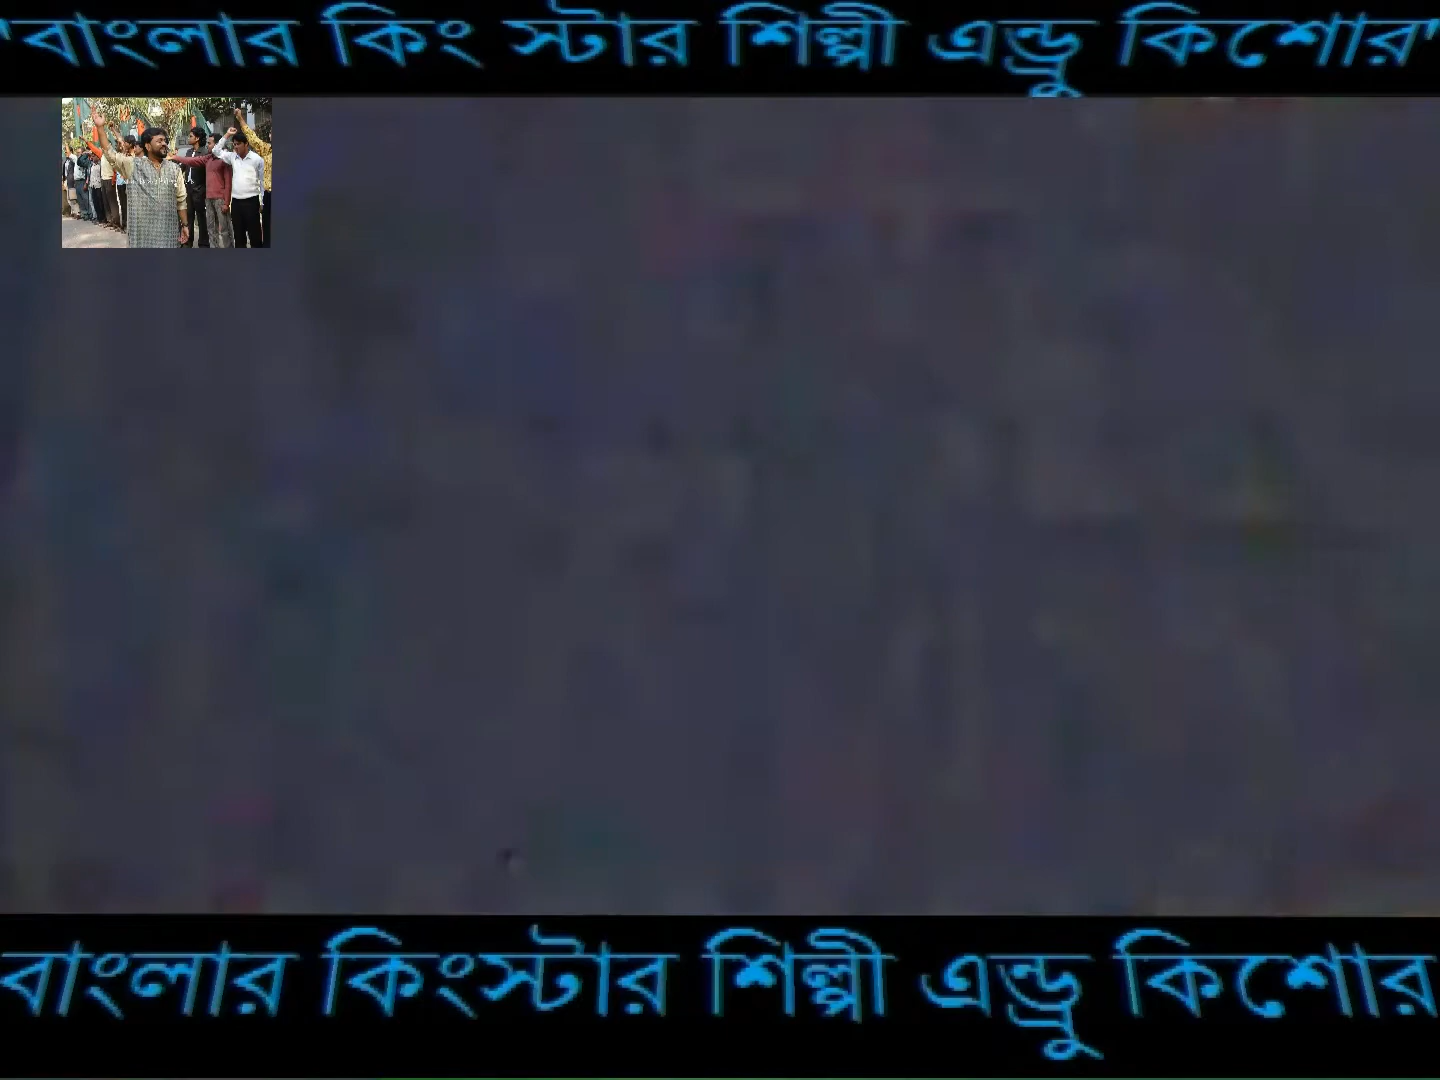 'বাংলার কিং স্টার শিল্পী এন্ড্রু কিশোর'
বাংলার কিংস্টার শিল্পী এন্ড্রু কিশোর